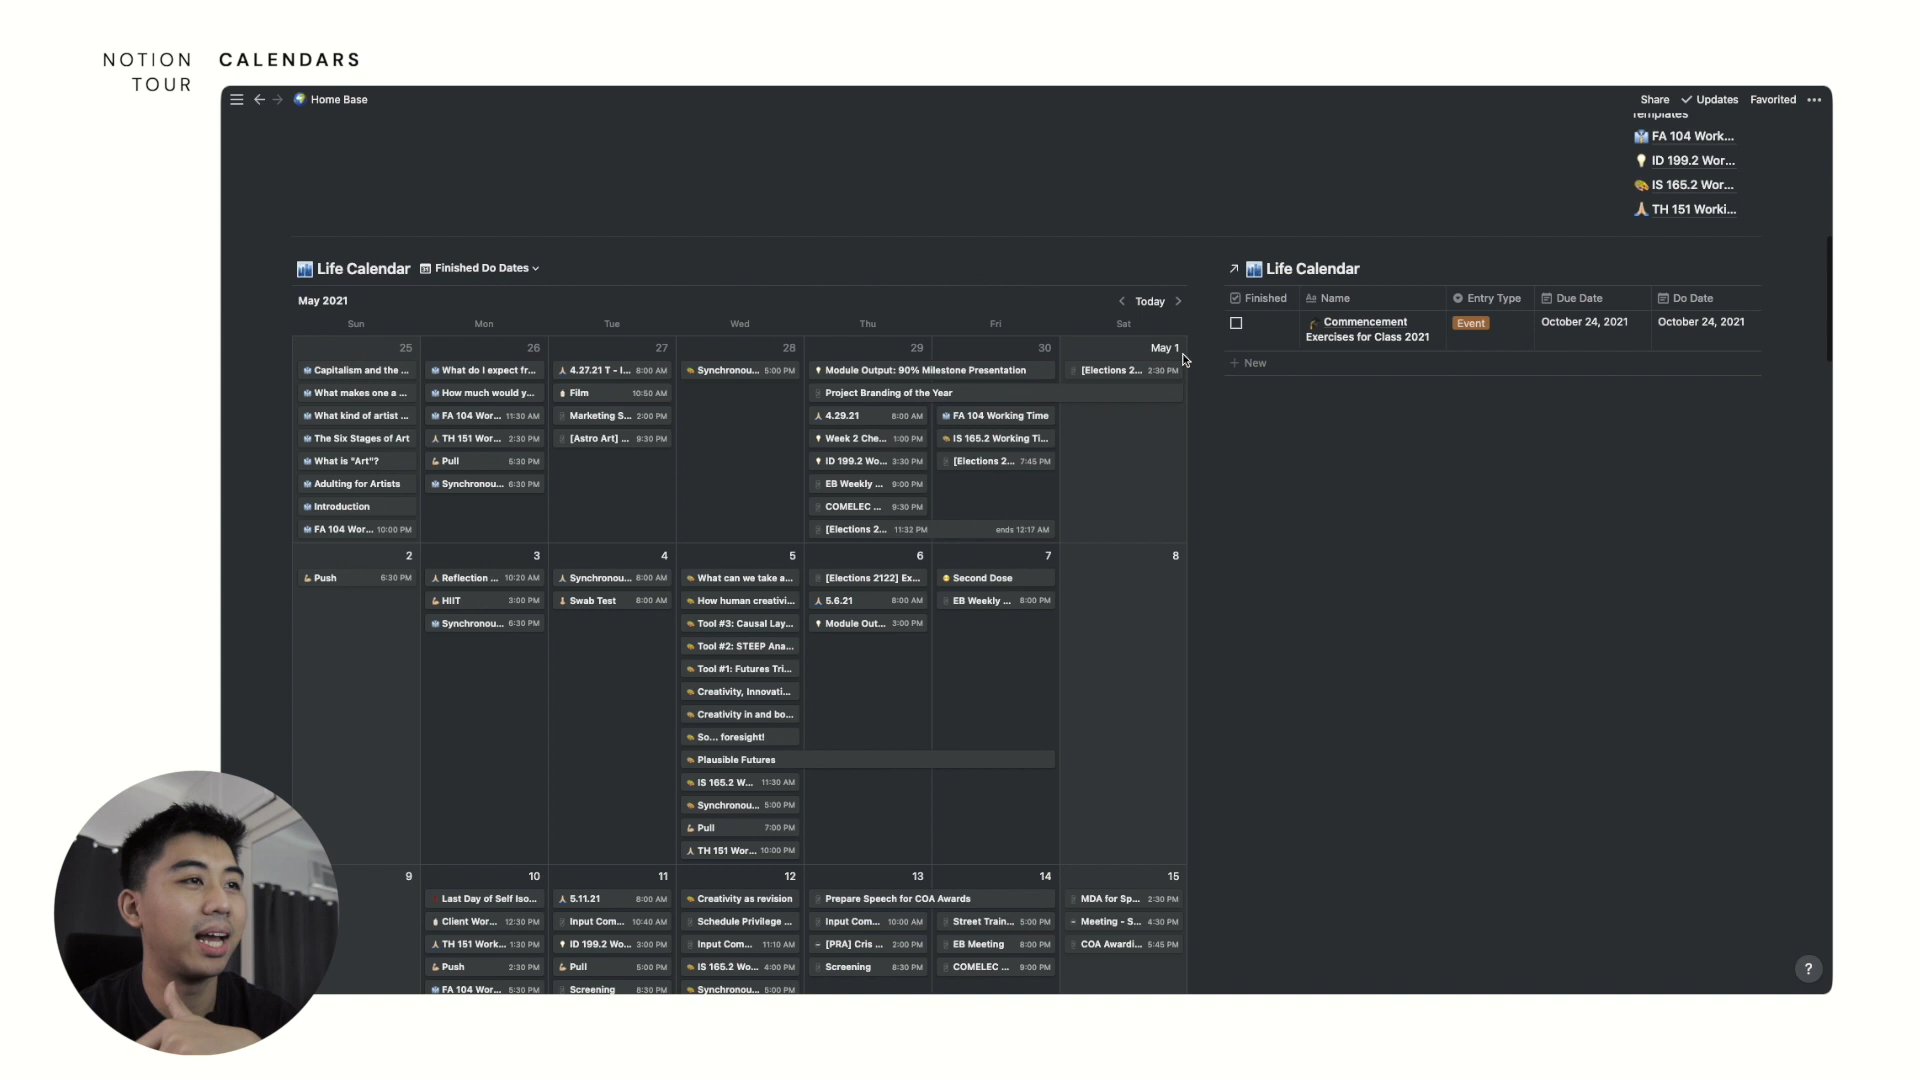 NOTION CALENDARS
TOUR
Home Base
Share Updates Favorited
Templates
FA 104 Work...
ID 199.2 Wor...
IS 165.2 Wor...
TH 151 Worki...
Life Calendar Finished Do Dates
May 2021 Today
Sun Mon Tue Wed Thu Fri Sat
25 26 27 28 29 30 May 1
Capitalism and the ... What do I expect fr... 4.27.21 T - I... 8:00 AM Synchronou... 5:00 PM Module Output: 90% Milestone Presentation [Elections 2... 2:30 PM
What makes one a ... How much would y... Film 10:50 AM Project Branding of the Year
What kind of artist ... FA 104 Wor... 11:30 AM Marketing S... 2:00 PM 4.29.21 8:00 AM FA 104 Working Time
The Six Stages of Art TH 151 Wor... 2:30 PM [Astro Art] ... 9:30 PM Week 2 Che... 1:00 PM IS 165.2 Working Ti...
What is "Art"? Pull 5:30 PM ID 199.2 Wo... 3:30 PM [Elections 2... 7:45 PM
Adulting for Artists Synchronou... 6:30 PM EB Weekly ... 9:00 PM
Introduction COMELEC ... 9:30 PM
FA 104 Wor... 10:00 PM [Elections 2... 11:32 PM ends 12:17 AM
2 3 4 5 6 7 8
Push 6:30 PM Reflection ... 10:20 AM Synchronou... 8:00 AM What can we take a... [Elections 2122] Ex... Second Dose
HIIT 3:00 PM Swab Test 8:00 AM How human creativi... 5.6.21 8:00 AM EB Weekly ... 8:00 PM
Synchronou... 6:30 PM Tool #3: Causal Lay... Module Out... 3:00 PM
Tool #2: STEEP Ana...
Tool #1: Futures Tri...
Creativity, Innovati...
Creativity in and bo...
So... foresight!
Plausible Futures
IS 165.2 W... 11:30 AM
Synchronou... 5:00 PM
Pull 7:00 PM
TH 151 Wor... 10:00 PM
9 10 11 12 13 14 15
Last Day of Self Iso... 5.11.21 8:00 AM Creativity as revision Prepare Speech for COA Awards MDA for Sp... 2:30 PM
Client Wor... 12:30 PM Input Com... 10:40 AM Schedule Privilege ... Input Com... 10:00 AM Street Train... 5:00 PM Meeting - S... 4:30 PM
TH 151 Work... 1:30 PM ID 199.2 Wo... 3:00 PM Input Com... 11:10 AM [PRA] Cris ... 2:00 PM EB Meeting 8:00 PM COA Awardi... 5:45 PM
Push 2:30 PM Pull 5:00 PM IS 165.2 Wo... 4:00 PM Screening 8:30 PM COMELEC ... 9:00 PM
FA 104 Wor... 5:30 PM Screening 8:30 PM Synchronou... 5:00 PM
Life Calendar
Finished Aa Name Entry Type Due Date Do Date
Commencement Event October 24, 2021 October 24, 2021
Exercises for Class 2021
+ New
?